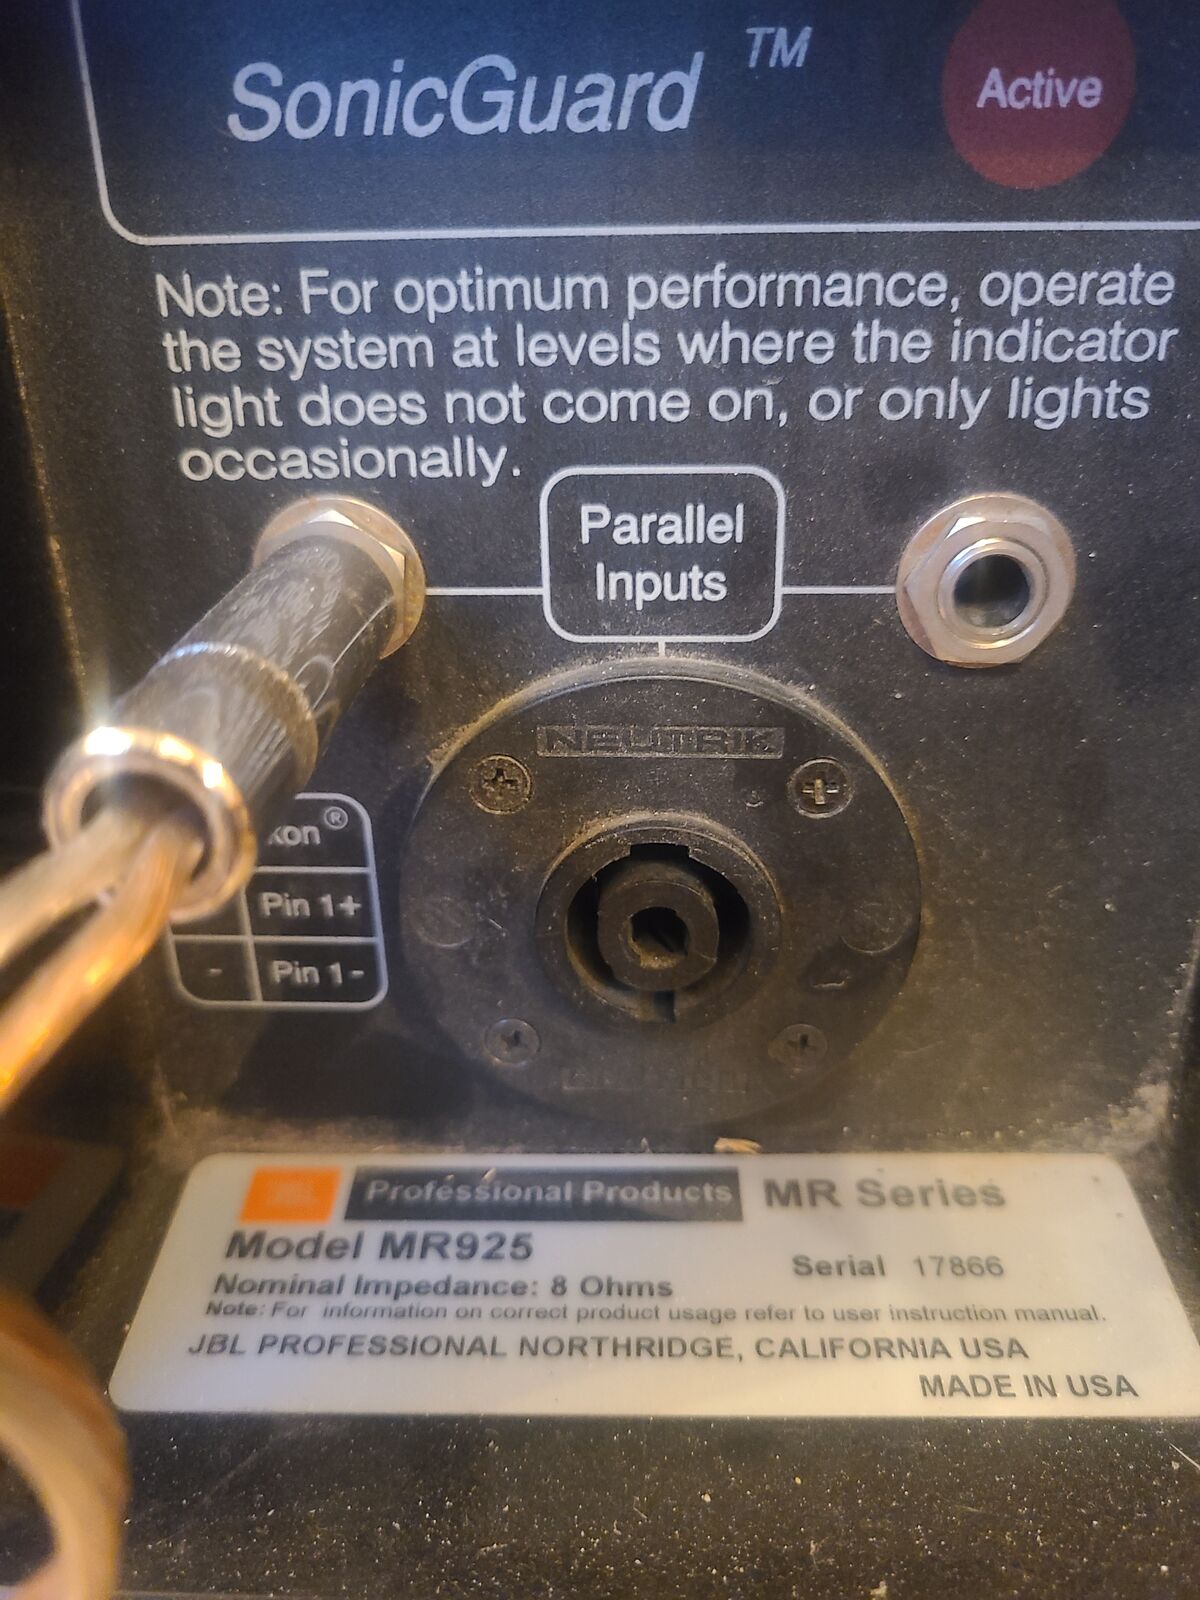 SonicGuard ™
Active
Note: For optimum performance, operate
the system at levels where the indicator
light does not come on, or only lights
occasionally.
Parallel
Inputs
NEUTRIK
kon®
Pin 1+
- Pin 1-
JBL Professional Products MR Series
Model MR925
Serial 17866
Nominal Impedance: 8 Ohms
Note: For information on correct product usage refer to user instruction manual.
JBL PROFESSIONAL NORTHRIDGE, CALIFORNIA USA
MADE IN USA